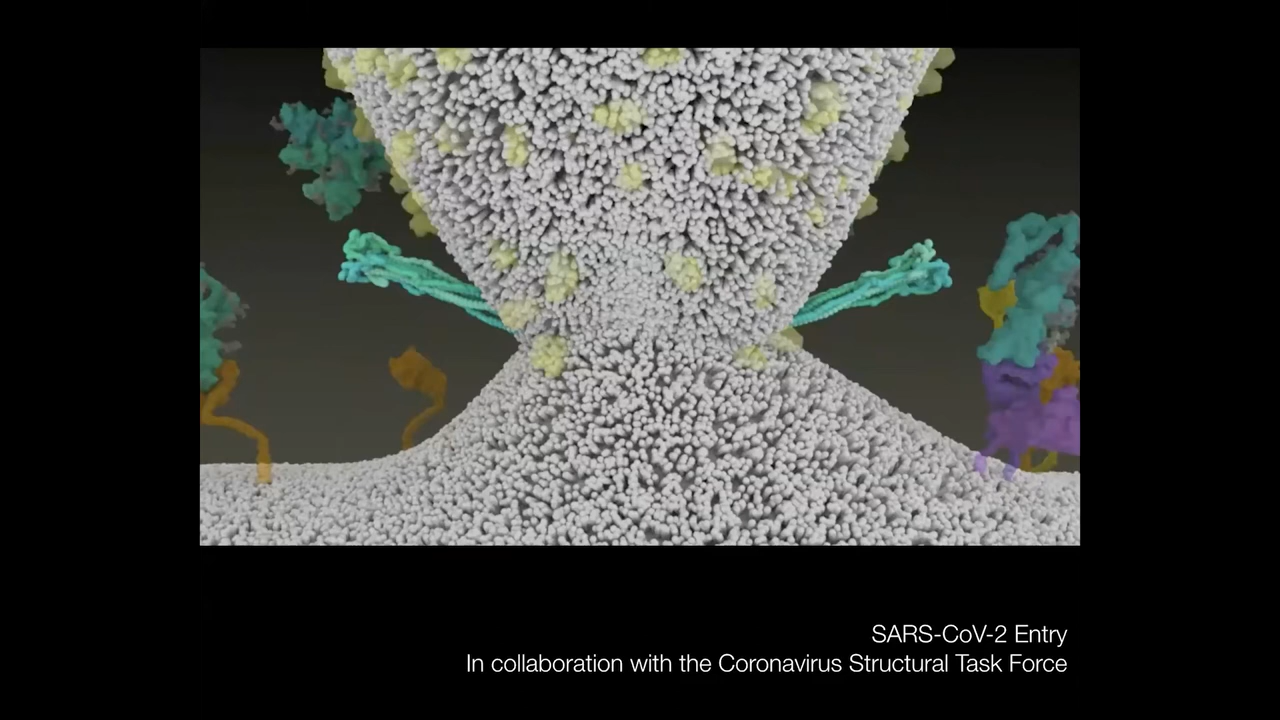 SARS-CoV-2 Entry
In collaboration with the Coronavirus Structural Task Force